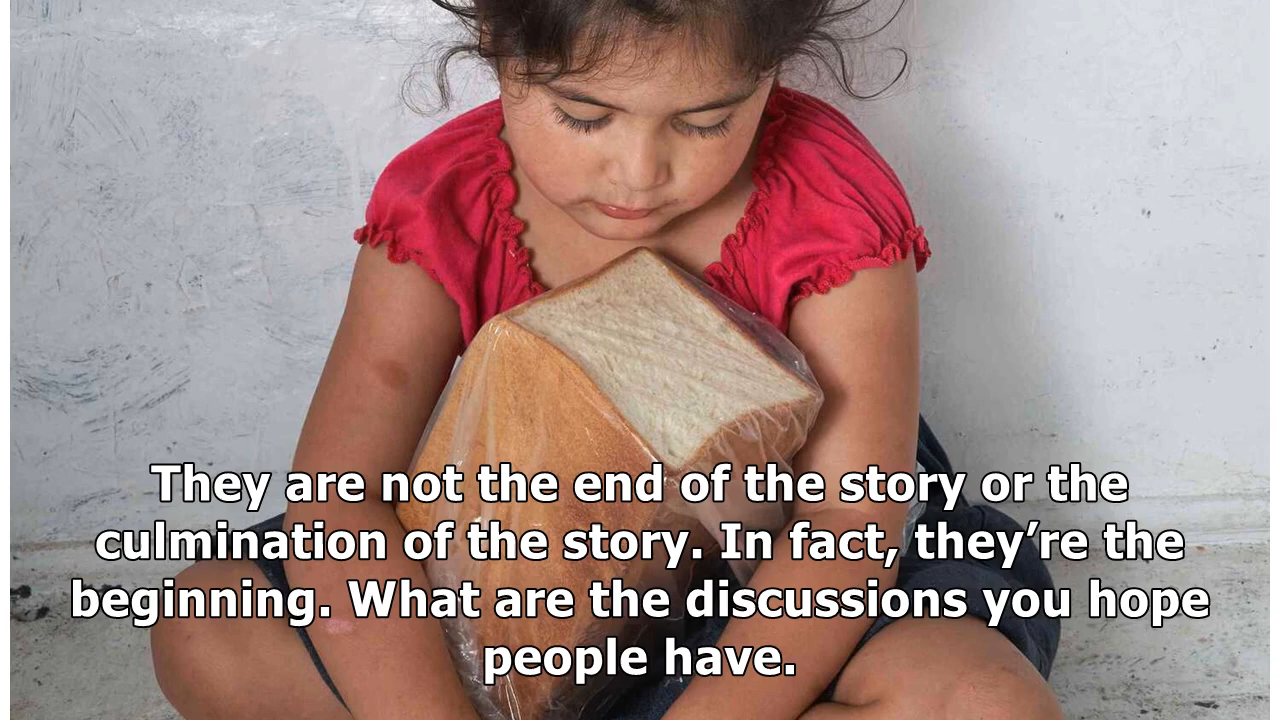 They are not the end of the story or the
culmination of the story. In fact, they’re the
beginning. What are the discussions you hope
people have.